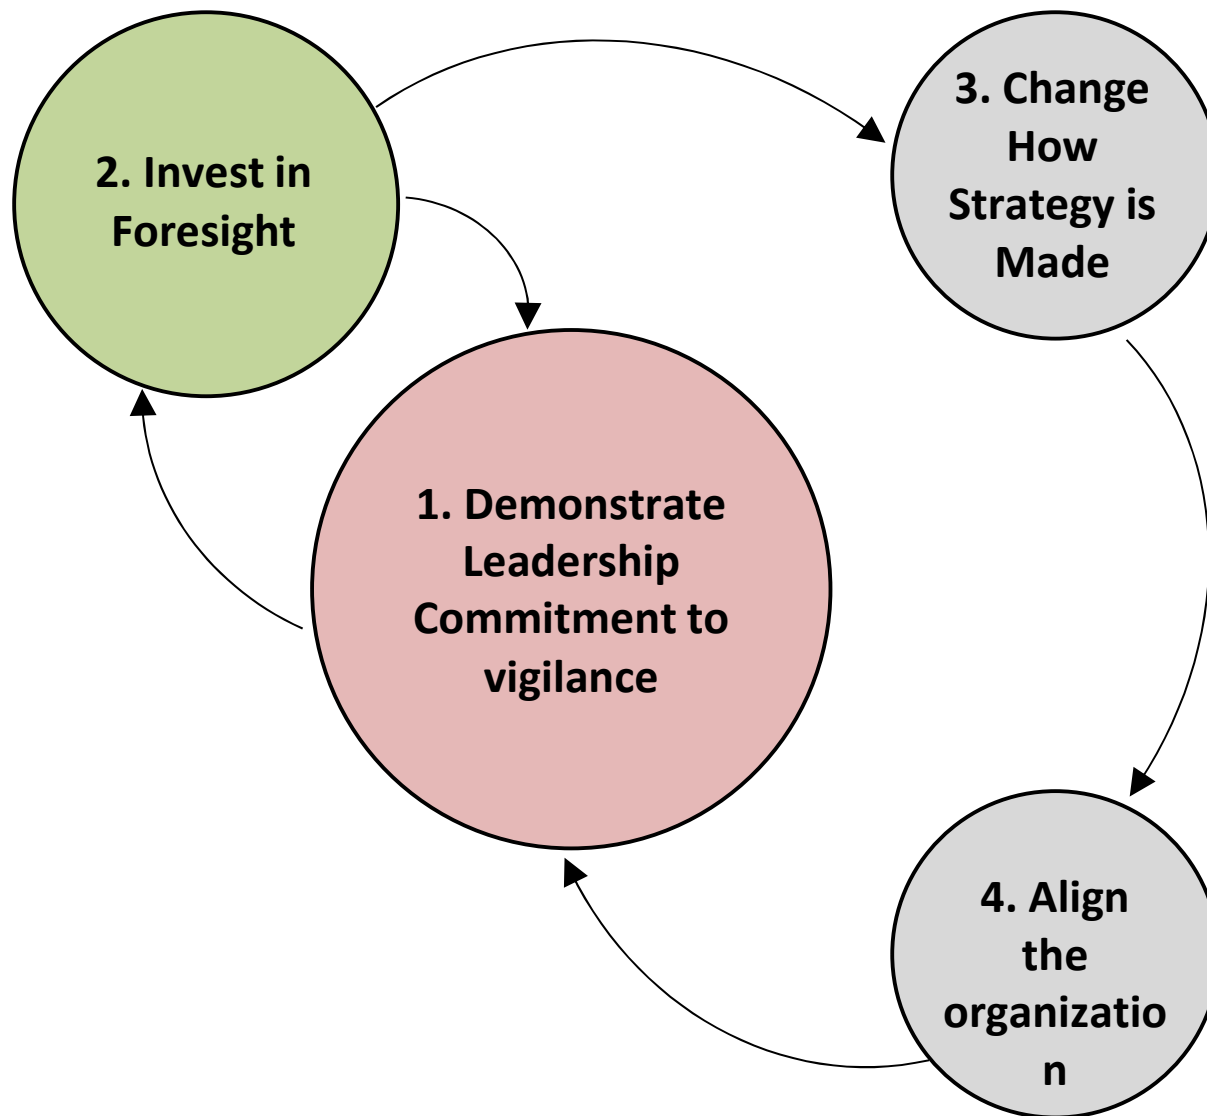 2. Invest in
Foresight
3. Change
How
Strategy is
Made
1. Demonstrate
Leadership
Commitment to
vigilance
4. Align
the
organizatio
n